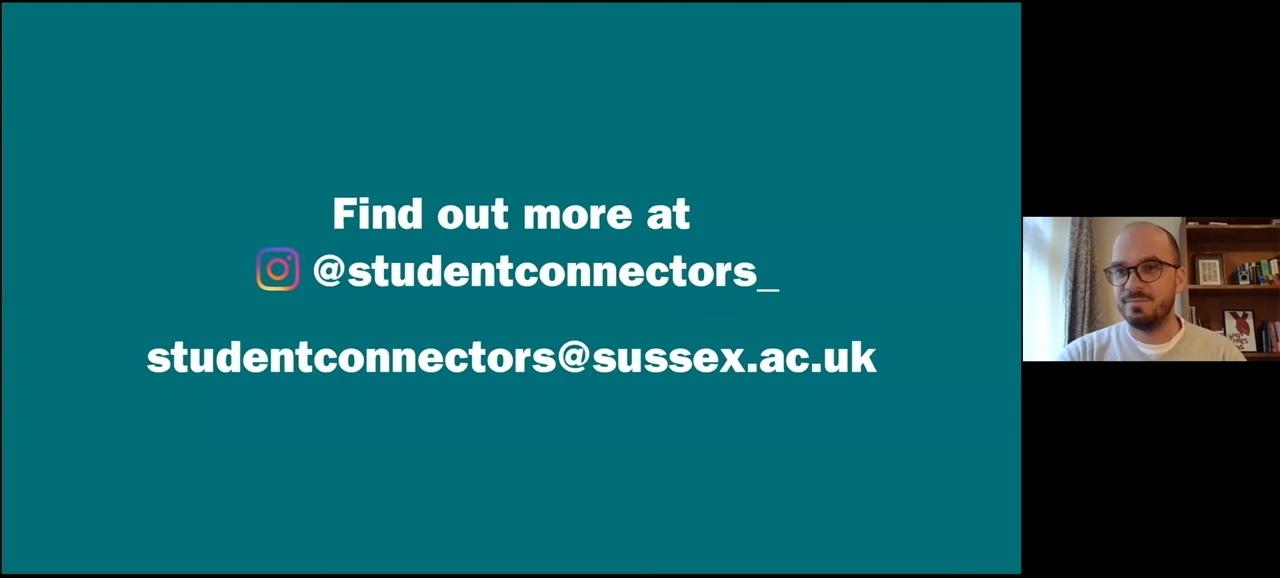 Find out more at
@studentconnectors_
studentconnectors@sussex.ac.uk